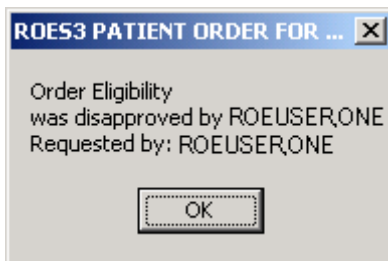 ROES3 PATIENT ORDER FOR ...
Order Eligibility
was disapproved by ROEUSER,ONE
Requested by: ROEUSER,ONE
OK